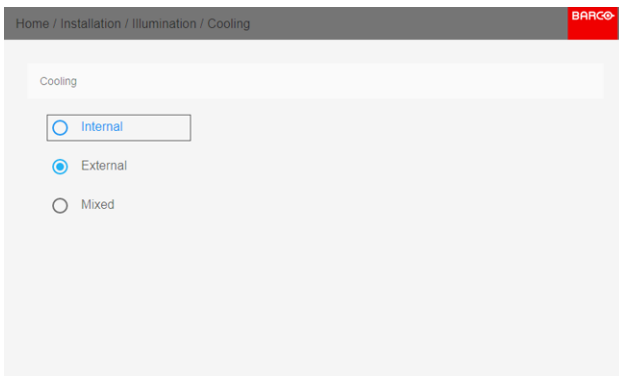 Home / Installation / Illumination / Cooling
BARCO
Cooling
Internal
External
Mixed